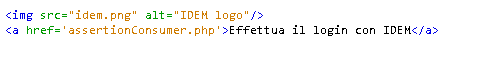 <img src="idem.png" alt="IDEM logo"/>
<a href='assertionConsumer.php'>Effettua il login con IDEM</a>